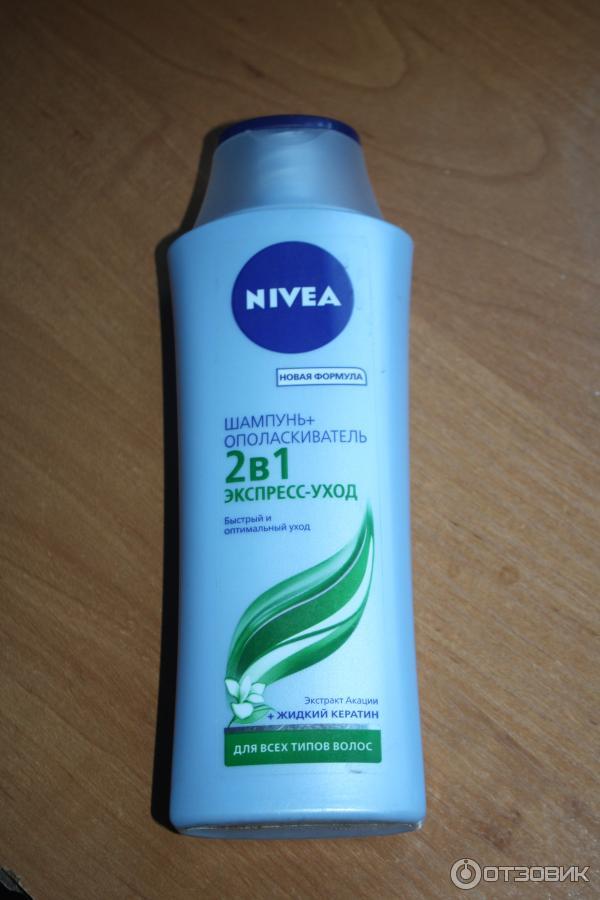 NIVEA
НОВАЯ ФОРМУЛА
ШАМПУНЬ+
ОПОЛАСКИВАТЕЛЬ
2в1
ЭКСПРЕСС-УХОД
Быстрый и
оптимальный уход
Экстракт Акации
+ ЖИДКИЙ КЕРАТИН
ДЛЯ ВСЕХ ТИПОВ ВОЛОС
ОТЗОВИК